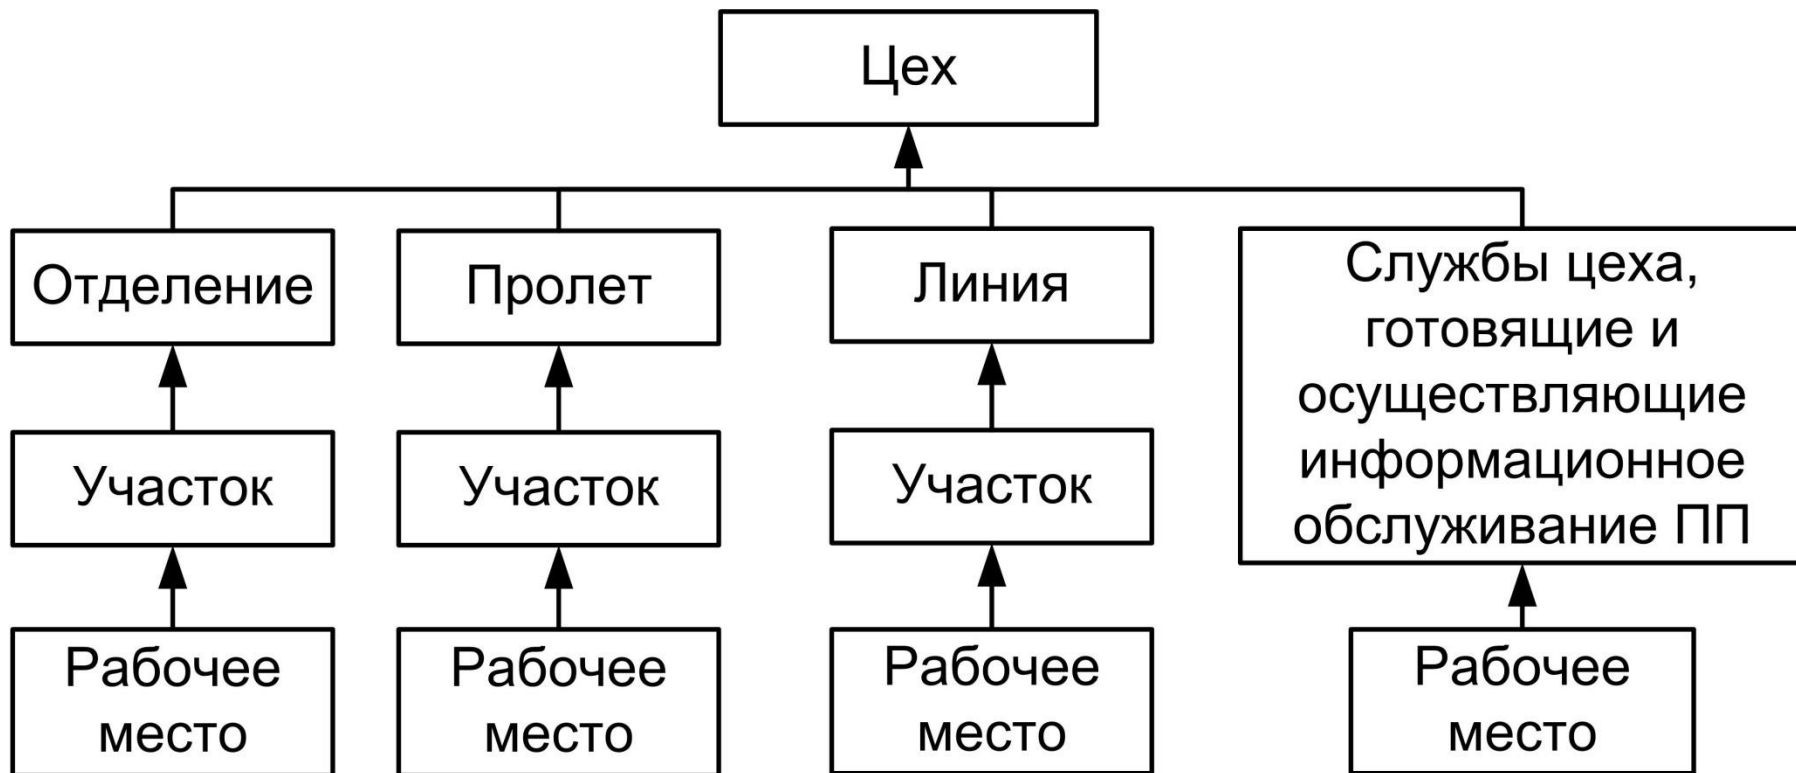 Цех
Отделение
Пролет
Линия
Службы цеха,
готовящие и
осуществляющие
информационное
обслуживание ПП
Участок
Участок
Участок
Рабочее
место
Рабочее
место
Рабочее
место
Рабочее
место